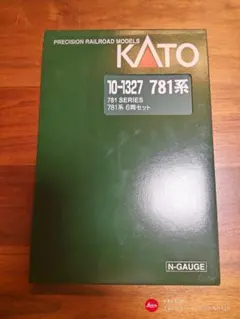 PRECISION RAILROAD MODELS
KATO
10-1327 781系
781 SERIES
781系 6両セット
N-GAUGE